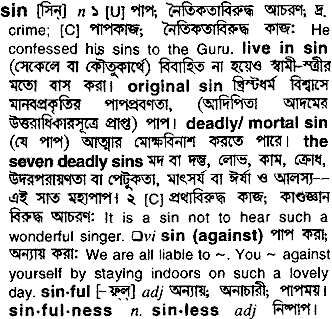 sin [সিন্] n ১ [U] পাপ; নৈতিকতাবিরুদ্ধ আচরণ; দ্র.
crime; [C] পাপকাজ; নৈতিকতাবিরুদ্ধ কাজ: He
confessed his sins to the Guru. live in sin
(সেকেলে বা কৌতুকার্থে) বিবাহিত না হয়েও স্বামী-স্ত্রীর
মতো বাস করা। original sin খ্রিস্টধর্ম বিশ্বাসে
মানবপ্রকৃতির পাপপ্রবণতা, (আদিপিতা আদমের
উত্তরাধিকারসূত্রে প্রাপ্ত) পাপ। deadly/ mortal sin
(যে পাপ) আত্মার মোক্ষবিনাশ করতে পারে। the
seven deadly sins মদ বা দম্ভ, লোভ, কাম, ক্রোধ,
উদরপরায়ণতা বা পেটুকতা, মাৎসর্য বা ঈর্যা ও আলস্য—
এই সাত মহাপাপ। ২ [C] প্রথাবিরুদ্ধ কাজ; কাণ্ডজ্ঞান
বিরুদ্ধ আচরণ: It is a sin not to hear such a
wonderful singer. ❑vi sin (against) পাপ করা;
অন্যায় করা: We are all liable to ~. You ~ against
yourself by staying indoors on such a lovely
day. sin·ful [-ফ্‌ল্] adj অন্যায়; অনাচারী; পাপময়।
sin·ful·ness n. sin·less adj নিষ্পাপ।